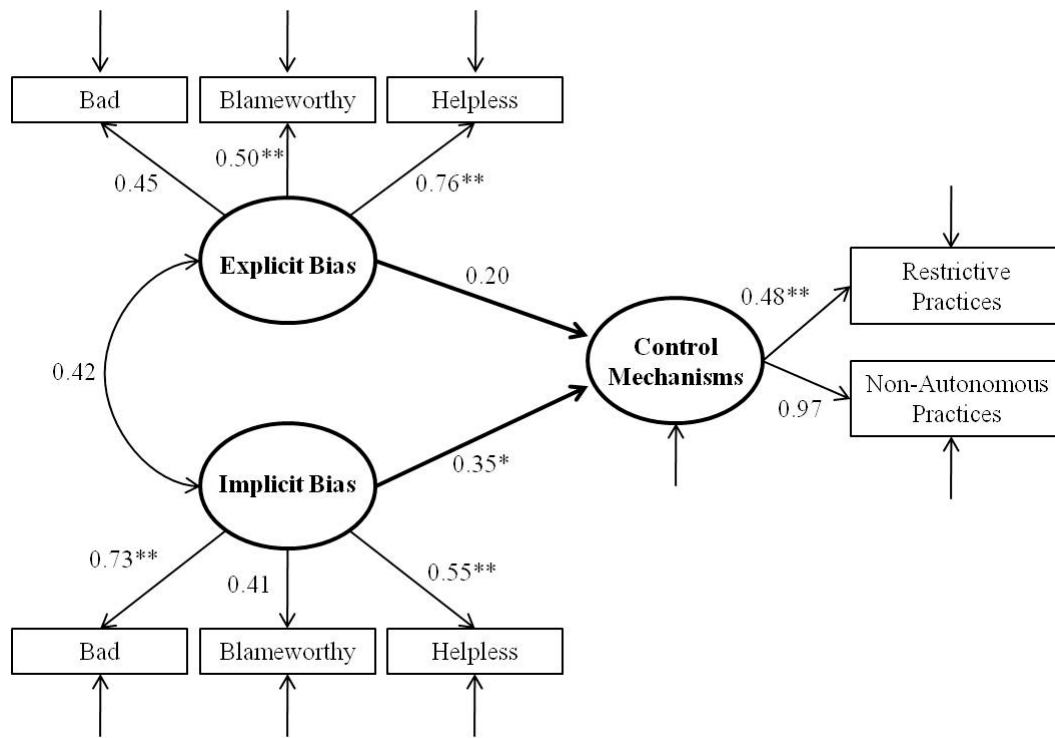 Bad
Blameworthy
Helpless
0.45
0.50**
0.76**
Explicit Bias
0.20
0.42
Control
Mechanisms
0.48**
Restrictive
Practices
0.97
Non-Autonomous
Practices
Implicit Bias
0.35*
0.73**
0.41
0.55**
Bad
Blameworthy
Helpless